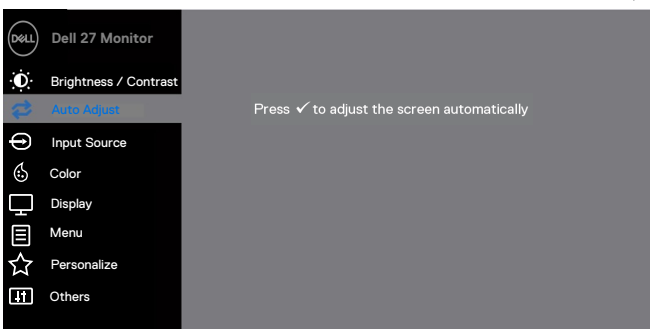 DELL
Dell 27 Monitor
Brightness / Contrast
Auto Adjust
Press ✓ to adjust the screen automatically
Input Source
Color
Display
Menu
Personalize
Others